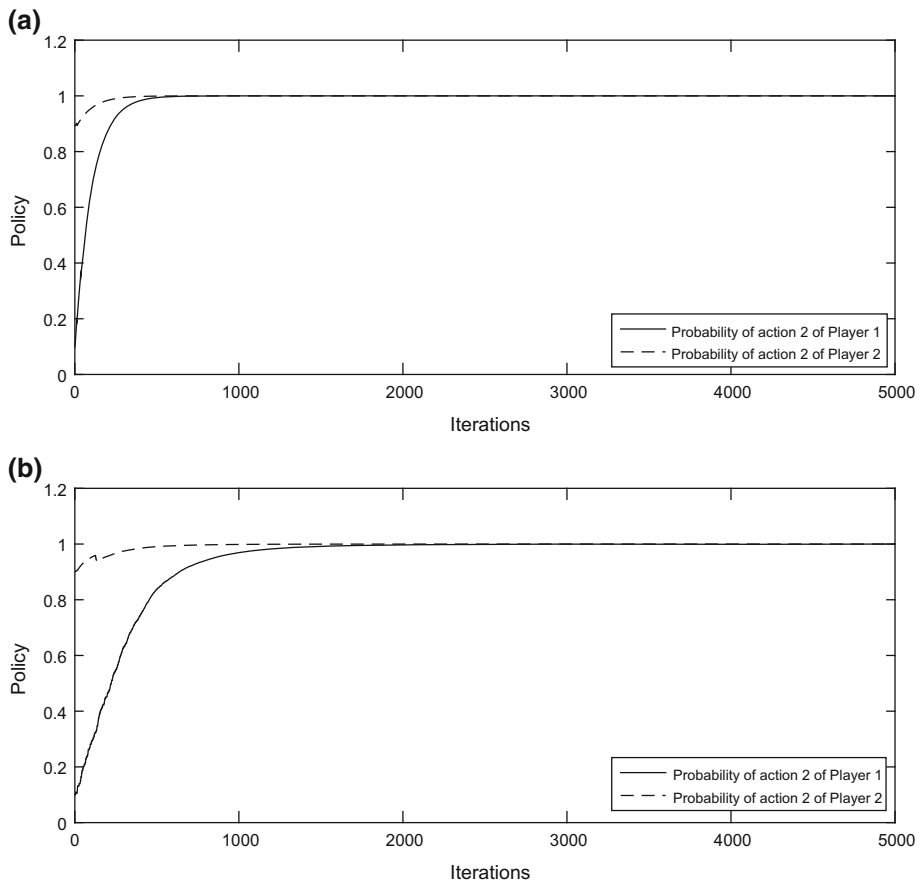 (a)
1.2
1
0.8
0.6
0.4
0.2
0
Policy
0 1000 2000 3000 4000 5000
Iterations
Probability of action 2 of Player 1
Probability of action 2 of Player 2
(b)
1.2
1
0.8
0.6
0.4
0.2
0
Policy
0 1000 2000 3000 4000 5000
Iterations
Probability of action 2 of Player 1
Probability of action 2 of Player 2